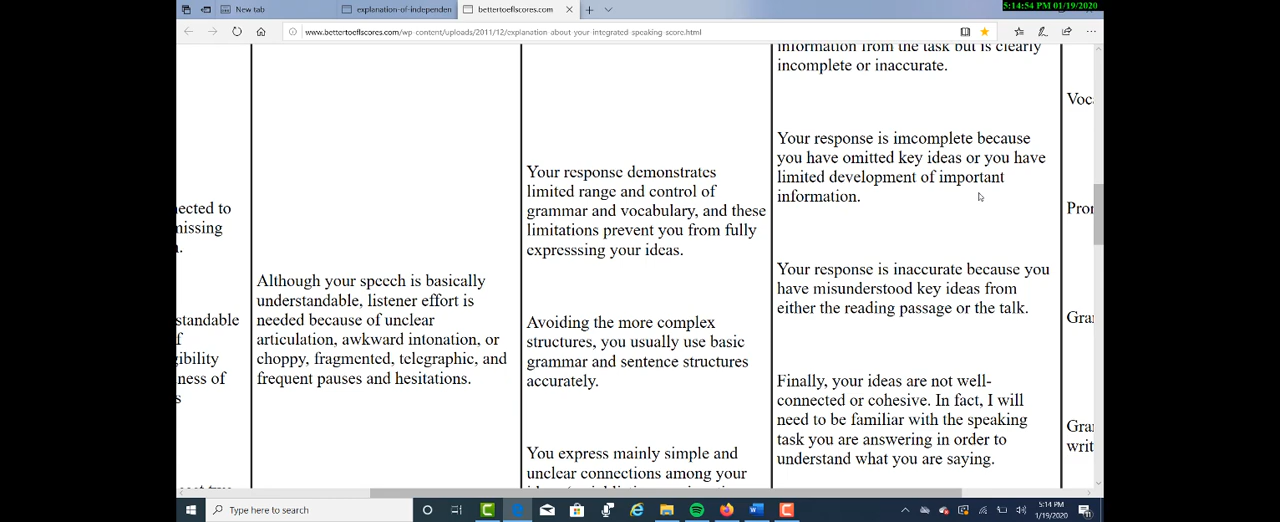 5:14:54 PM 01/19/2020
New tab
explanation-of-independen
bettertoeflscores.com
www.bettertoeflscores.com/wp content/uploads/2011/12/explanation about your integrated speaking score.html
nected to
missing
n.
standable
f
gibility
ness of
s
Although your speech is basically
understandable, listener effort is
needed because of unclear
articulation, awkward intonation, or
choppy, fragmented, telegraphic, and
frequent pauses and hesitations.
Your response demonstrates
limited range and control of
grammar and vocabulary, and these
limitations prevent you from fully
expresssing your ideas.
Avoiding the more complex
structures, you usually use basic
grammar and sentence structures
accurately.
You express mainly simple and
unclear connections among your
information from the task but is clearly
incomplete or inaccurate.
Your response is imcomplete because
you have omitted key ideas or you have
limited development of important
information.
Your response is inaccurate because you
have misunderstood key ideas from
either the reading passage or the talk.
Finally, your ideas are not well-
connected or cohesive. In fact, I will
need to be familiar with the speaking
task you are answering in order to
understand what you are saying.
Voc
Pron
Gra
Gra
writ
Type here to search
5:14 PM
1/19/2020